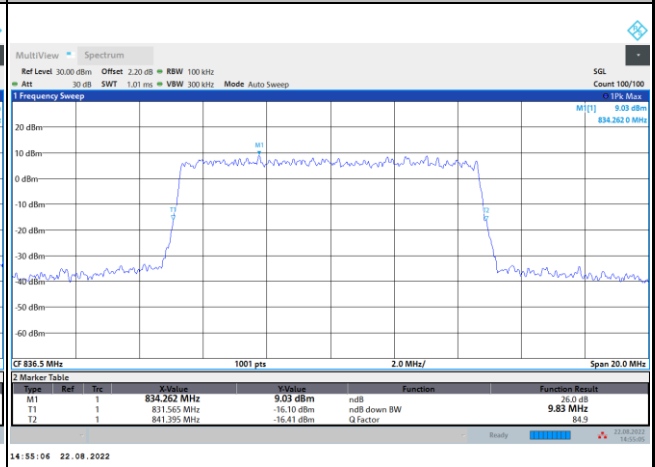 MultiView Spectrum
Ref Level 30.00 dBm Offset 2.20 dB RBW 100 kHz SGL
Att 30 dB SWT 1.01 ms VBW 300 kHz Mode Auto Sweep Count 100/100
1 Frequency Sweep 1Pk Max
M1[1] 9.03 dBm
834.262 0 MHz
20 dBm
M1
10 dBm
0 dBm
-10 dBm
T1 T2
-20 dBm
-30 dBm
-40 dBm
-50 dBm
-60 dBm
CF 836.5 MHz 1001 pts 2.0 MHz/ Span 20.0 MHz
2 Marker Table
Type Ref Trc X-Value Y-Value Function Function Result
M1 1 834.262 MHz 9.03 dBm ndB 26.0 dB
T1 1 831.565 MHz -16.10 dBm ndB down BW 9.83 MHz
T2 1 841.395 MHz -16.41 dBm Q Factor 84.9
Ready 22.08.2022
14:55:05
14:55:06 22.08.2022